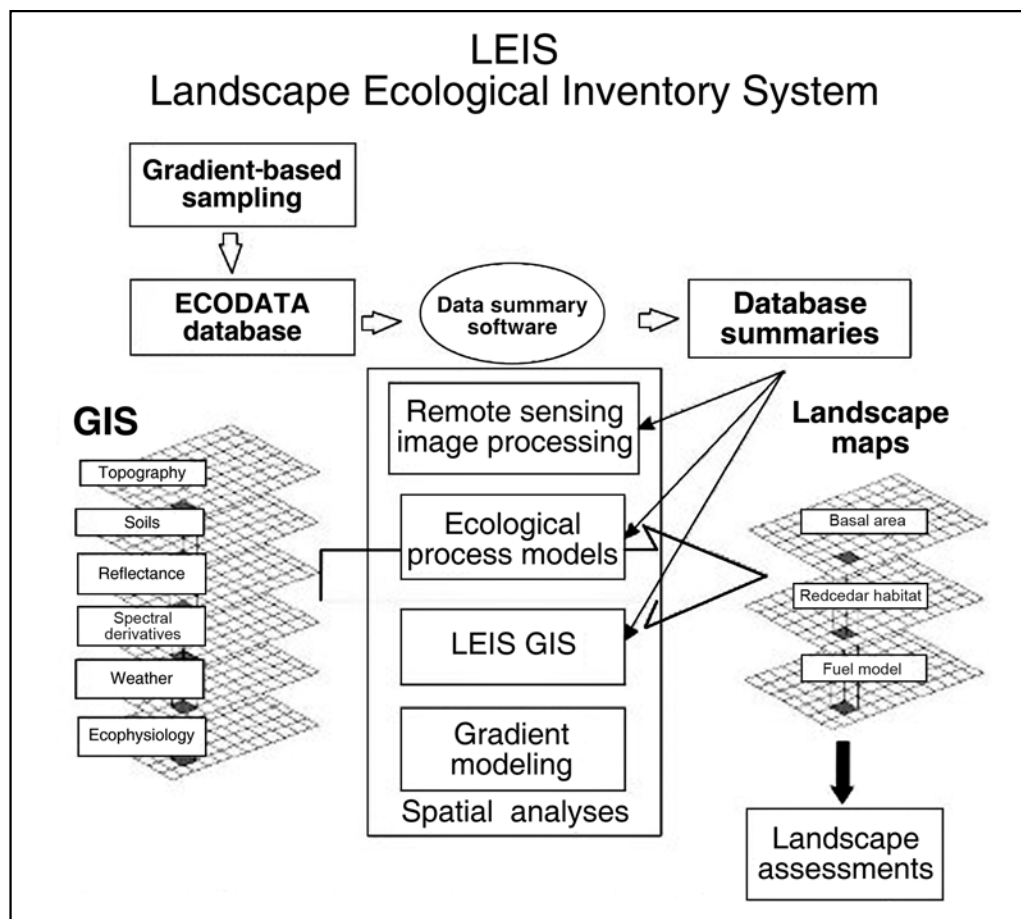 LEIS
Landscape Ecological Inventory System
Gradient-based
sampling
ECODATA
database
Data summary
software
Database
summaries
GIS
Topography
Soils
Reflectance
Spectral
derivatives
Weather
Ecophysiology
Remote sensing
image processing
Ecological
process models
LEIS GIS
Gradient
modeling
Spatial analyses
Landscape
maps
Basal area
Redcedar habitat
Fuel model
Landscape
assessments